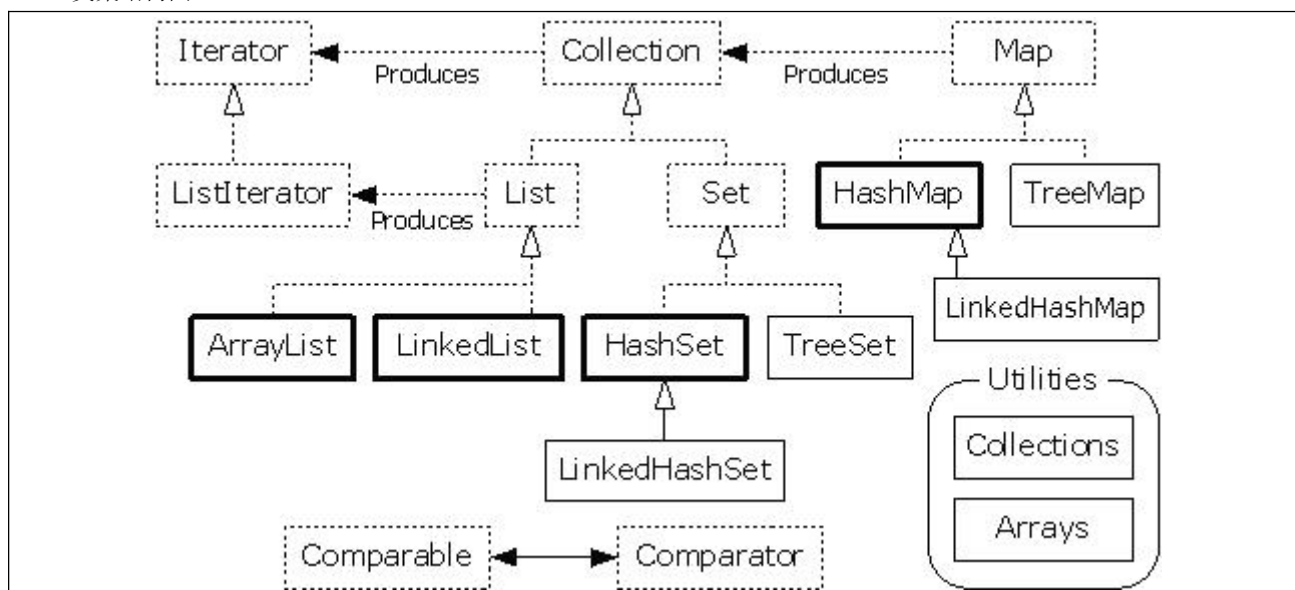 Iterator
Collection
Map
Produces
Produces
ListIterator
List
Set
HashMap
TreeMap
Produces
LinkedHashMap
ArrayList
LinkedList
HashSet
TreeSet
Utilities
Collections
LinkedHashSet
Arrays
Comparable
Comparator